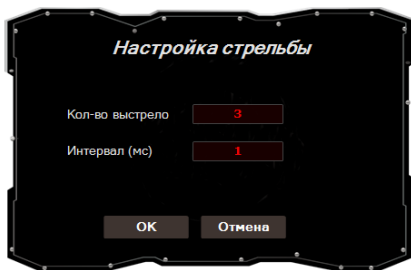 Настройка стрельбы
Кол-во выстрело
3
Интервал (мс)
1
OK
Отмена